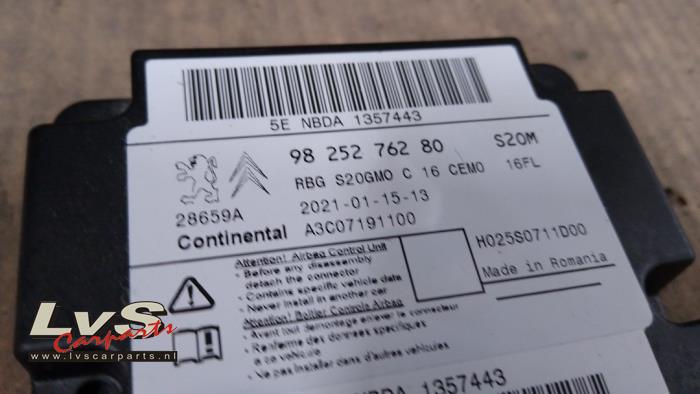 5E NBDA 1357443
98 252 762 80 S20M
RBG S20GMO C 16 CEMO 16FL
2021-01-15-13
28659A
Continental A3C07191100
Attention! Airbag Control Unit
- Before any disassembly
detach the connector
- Contains specific vehicle data
- Never install in another car
H025S0711D00
Made in Romania
Attention! Boîtier Controls Airbag
- Avant tout démontage enlever le connecteur
- Renferme des données spécifiques
à ce véhicule
- Ne pas installer dans d'autres véhicules
NBDA 1357443
LvS
Carparts
www.lvscarparts.nl